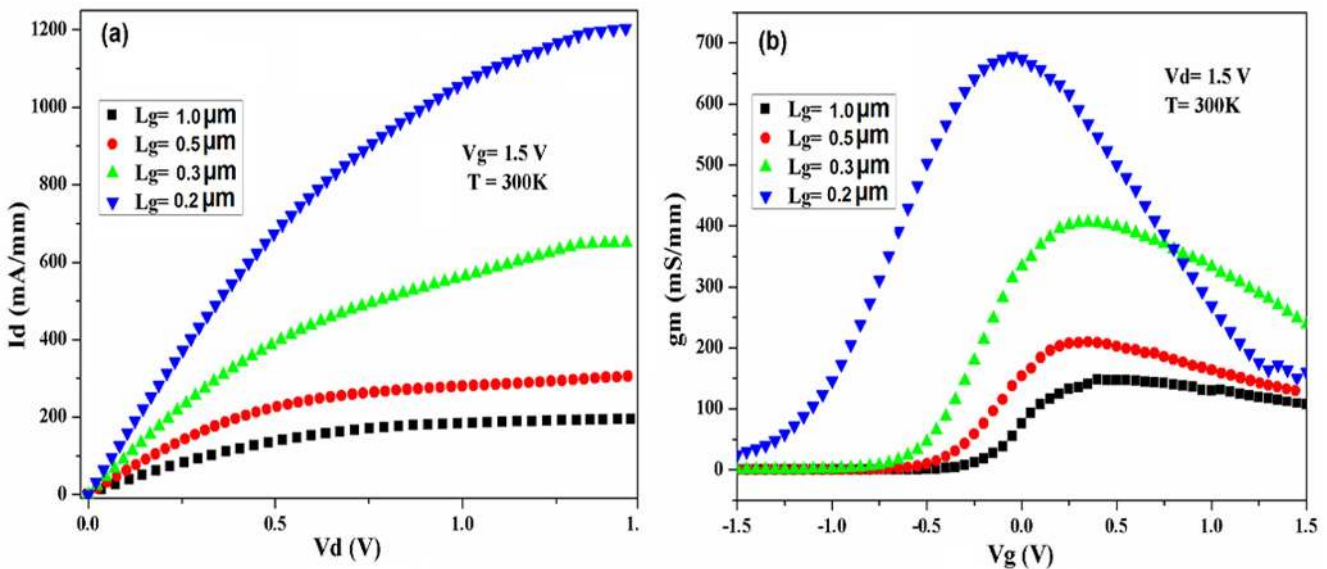 (a)
1200
1000
800
600
400
200
0
Id (mA/mm)
Lg= 1.0 µm
Lg= 0.5 µm
Lg= 0.3 µm
Lg= 0.2 µm
Vg= 1.5 V
T = 300K
0.0 0.5 1.0 1.
Vd (V)
(b)
700
600
500
400
300
200
100
0
gm (mS/mm)
Vd= 1.5 V
T= 300K
Lg= 1.0 µm
Lg= 0.5 µm
Lg= 0.3 µm
Lg= 0.2 µm
-1.5 -1.0 -0.5 0.0 0.5 1.0 1.5
Vg (V)